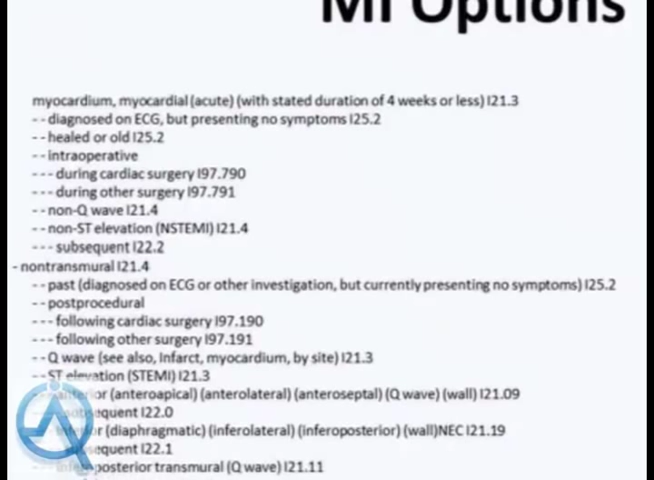 MI Options
myocardium, myocardial (acute) (with stated duration of 4 weeks or less) I21.3
- - diagnosed on ECG, but presenting no symptoms I25.2
- - healed or old I25.2
- - intraoperative
- - - during cardiac surgery I97.790
- - - during other surgery I97.791
- - non-Q wave I21.4
- - non-ST elevation (NSTEMI) I21.4
- - - subsequent I22.2
- nontransmural I21.4
- - past (diagnosed on ECG or other investigation, but currently presenting no symptoms) I25.2
- - postprocedural
- - - following cardiac surgery I97.190
- - - following other surgery I97.191
- - Q wave (see also, Infarct, myocardium, by site) I21.3
- - ST elevation (STEMI) I21.3
- - - anterior (anteroapical) (anterolateral) (anteroseptal) (Q wave) (wall) I21.09
subsequent I22.0
inferior (diaphragmatic) (inferolateral) (inferoposterior) (wall)NEC I21.19
subsequent I22.1
- - - inferoposterior transmural (Q wave) I21.11